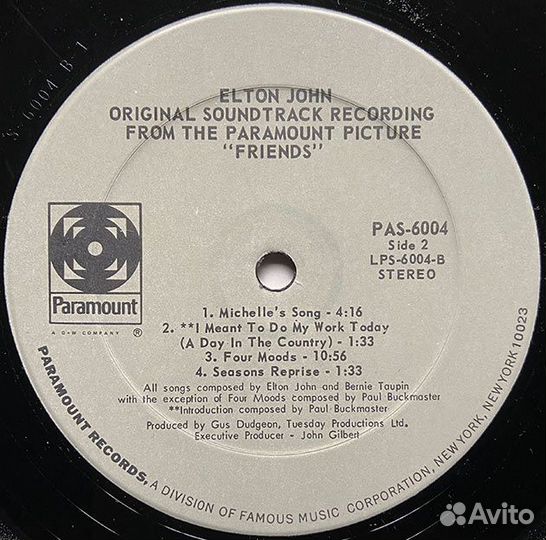 ELTON JOHN
ORIGINAL SOUNDTRACK RECORDING
FROM THE PARAMOUNT PICTURE
"FRIENDS"
PAS-6004
Side 2
LPS-6004-B
STEREO
Paramount
A G+W COMPANY ®
1. Michelle's Song - 4:16
2. **I Meant To Do My Work Today
(A Day In The Country) - 1:33
3. Four Moods - 10:56
4. Seasons Reprise - 1:33
All songs composed by Elton John and Bernie Taupin
with the exception of Four Moods composed by Paul Buckmaster
**Introduction composed by Paul Buckmaster
Produced by Gus Dudgeon, Tuesday Productions Ltd.
Executive Producer - John Gilbert
PARAMOUNT RECORDS, A DIVISION OF FAMOUS MUSIC CORPORATION, NEW YORK, NEW YORK 10023
Avito